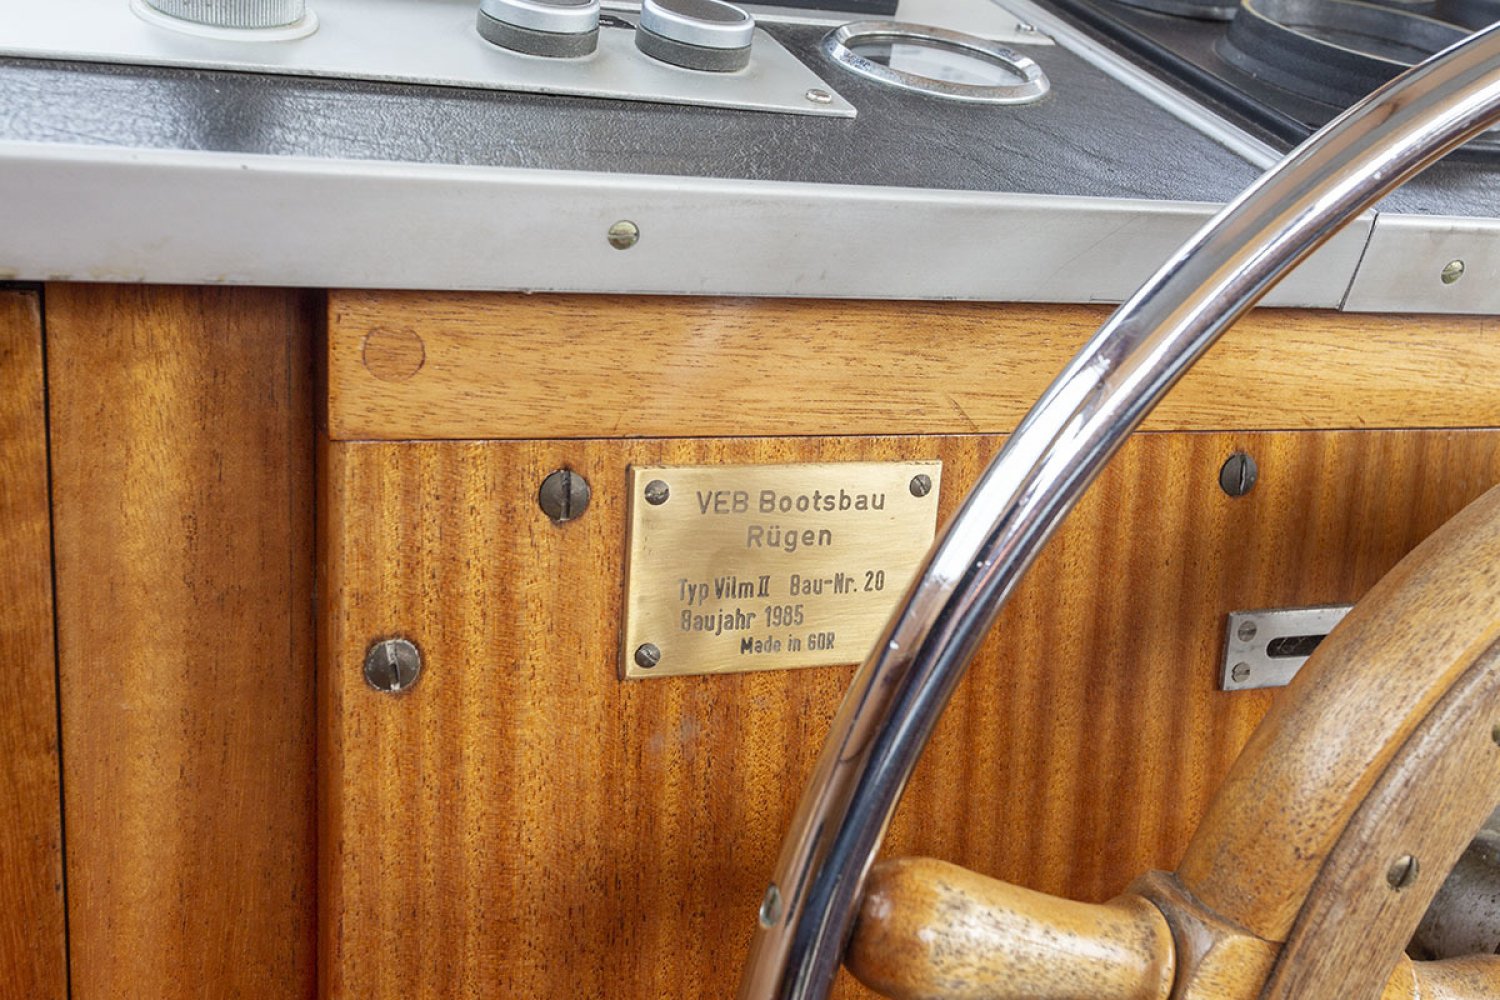 VEB Bootsbau
Rügen
Typ Vilm II Bau-Nr. 20
Baujahr 1985
Made in GDR